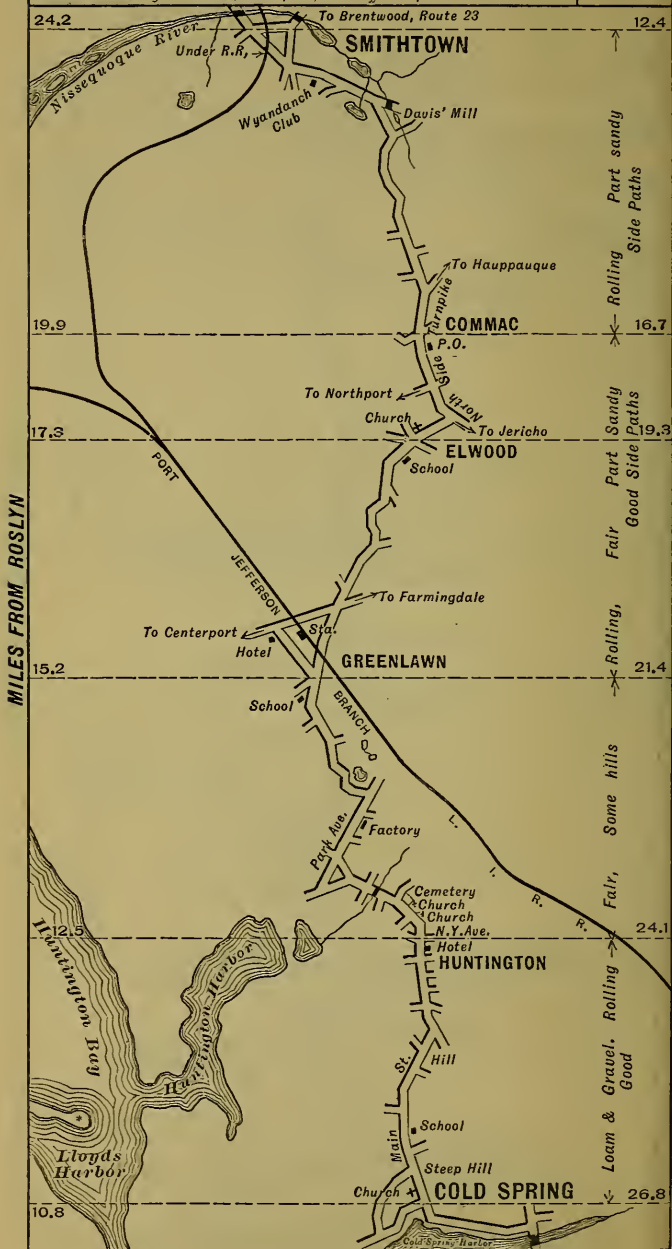 24.2
To Brentwood, Route 23
12.4
SMITHTOWN
Under R.R,
Nissequoque River
Wyandanch
Club
Davis' Mill
Rolling Part sandy
Side Paths
To Hauppauque
19.9
COMMAC
16.7
P.O.
North Side Turnpike
To Northport
Church
To Jericho
17.3
19.3
ELWOOD
School
Rolling, Fair Part Sandy
Good Side Paths
PORT JEFFERSON BRANCH L. I. R. R.
To Farmingdale
To Centerport
Sta.
Hotel
GREENLAWN
MILES FROM ROSLYN
15.2
21.4
School
Fair, Some hills
Park Ave.
Factory
Cemetery
Church
Church
N.Y. Ave.
12.5
24.1
Hotel
HUNTINGTON
Huntington Bay
Huntington Harbor
Loam & Gravel. Rolling
Good
Hill
Main St.
School
Lloyds
Harbor
Steep Hill
Church
COLD SPRING
10.8
26.8
Cold Spring Harbor